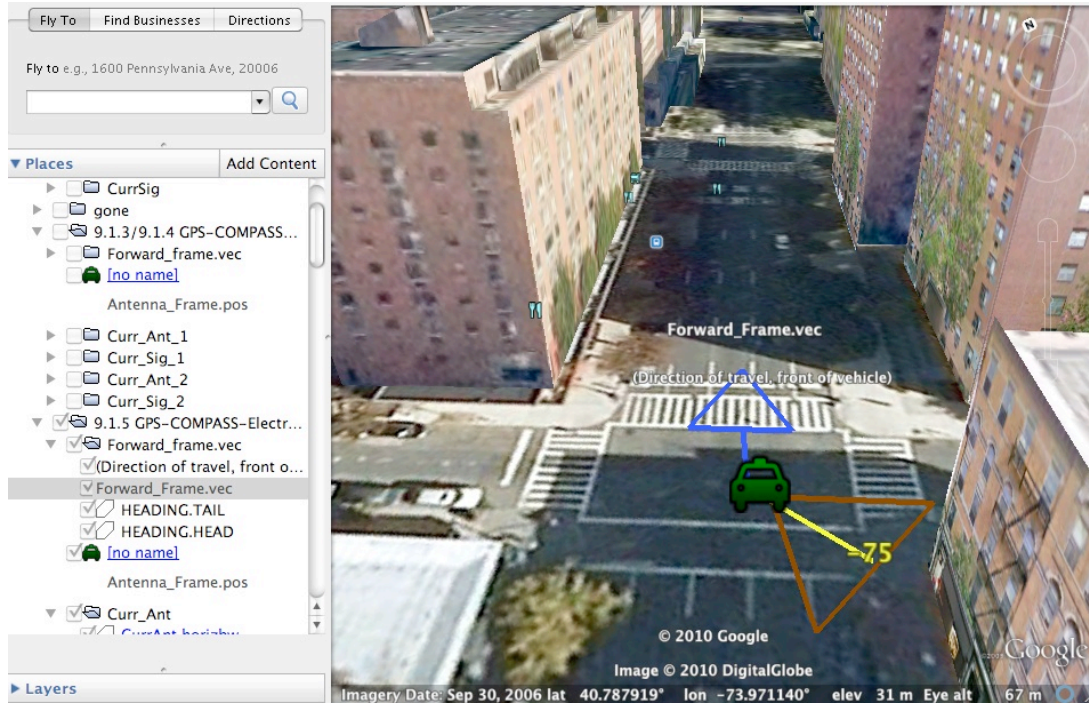 Fly To
Find Businesses
Directions
Fly to e.g., 1600 Pennsylvania Ave, 20006
Places
Add Content
CurrSig
gone
9.1.3/9.1.4 GPS-COMPASS...
Forward_frame.vec
[no name]
Antenna_Frame.pos
Curr_Ant_1
Curr_Sig_1
Curr_Ant_2
Curr_Sig_2
9.1.5 GPS-COMPASS-Electr...
Forward_frame.vec
(Direction of travel, front o...
Forward_Frame.vec
HEADING.TAIL
HEADING.HEAD
[no name]
Antenna_Frame.pos
Curr_Ant
CurrAnt.horizbw
Layers
N
Forward_Frame.vec
(Direction of travel, front of vehicle)
-75
© 2010 Google
Image © 2010 DigitalGlobe
Google
Imagery Date: Sep 30, 2006 lat 40.787919° lon -73.971140° elev 31 m Eye alt 67 m